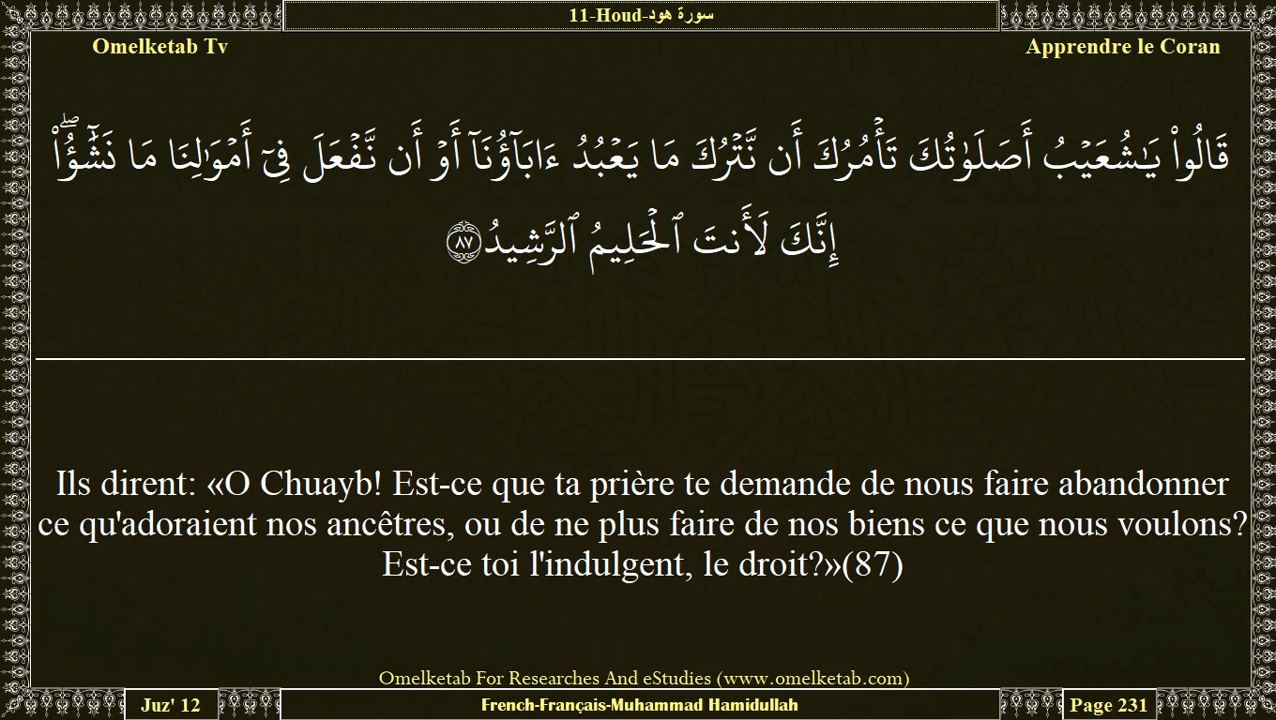 11-Houd-سورة هود
Omelketab Tv
Apprendre le Coran
قَالُوا۟ يَـٰشُعَيْبُ أَصَلَوٰتُكَ تَأْمُرُكَ أَن نَّتْرُكَ مَا يَعْبُدُ ءَابَآؤُنَآ أَوْ أَن نَّفْعَلَ فِىٓ أَمْوَٰلِنَا مَا نَشَـٰٓؤُا۟ ۖ
إِنَّكَ لَأَنتَ ٱلْحَلِيمُ ٱلرَّشِيدُ ٨٧
Ils dirent: «O Chuayb! Est-ce que ta prière te demande de nous faire abandonner
ce qu'adoraient nos ancêtres, ou de ne plus faire de nos biens ce que nous voulons?
Est-ce toi l'indulgent, le droit?»(87)
Omelketab For Researches And eStudies (www.omelketab.com)
Juz' 12
French-Français-Muhammad Hamidullah
Page 231